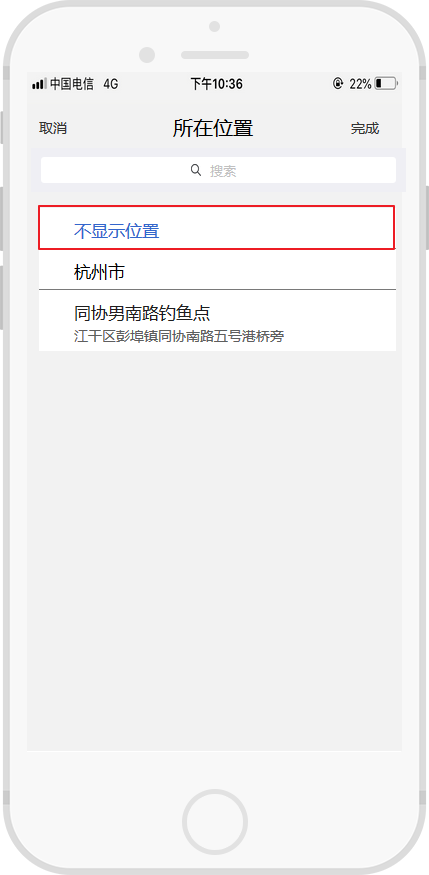 中国电信 4G 下午10:36 22%
取消 所在位置 完成
搜索
不显示位置
杭州市
同协男南路钓鱼点
江干区彭埠镇同协南路五号港桥旁